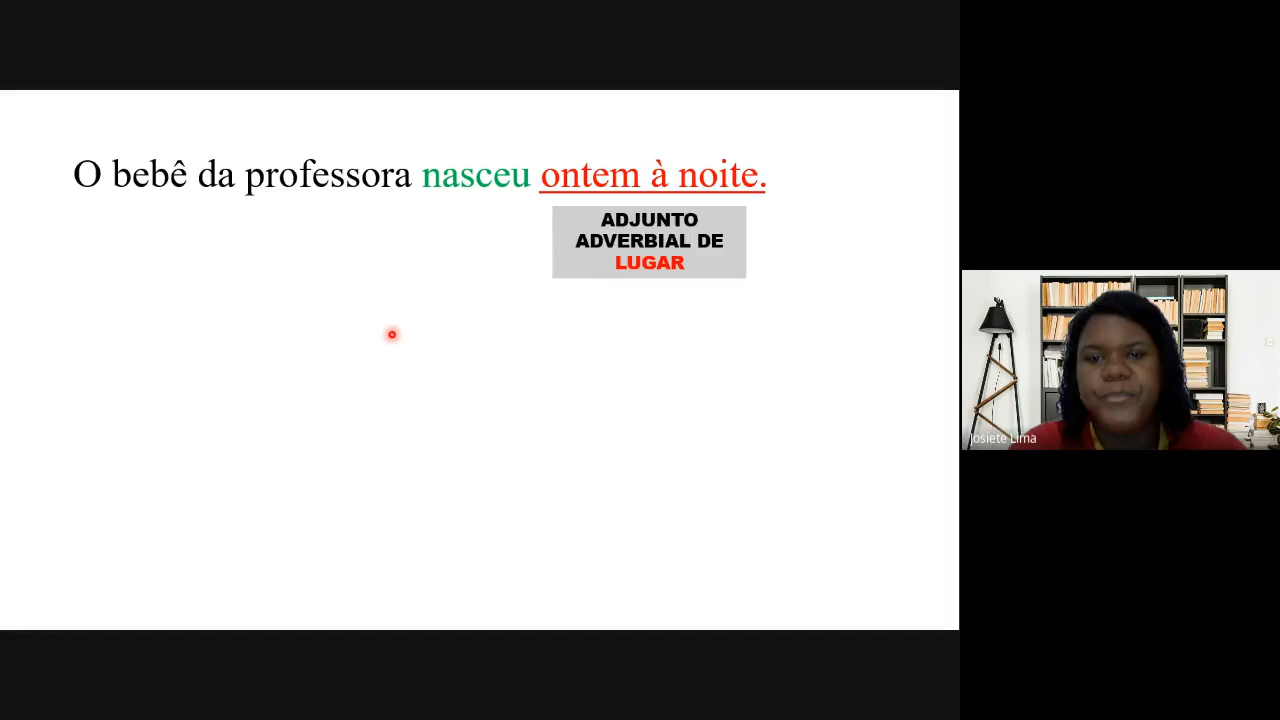 O bebê da professora nasceu ontem à noite.
ADJUNTO
ADVERBIAL DE
LUGAR
Josiete Lima